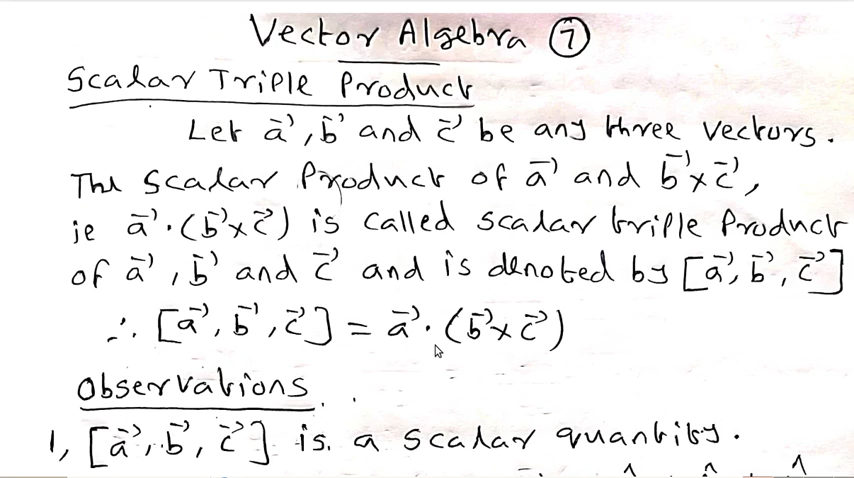 Vector Algebra ⑦
Scalar Triple Product
Let a⃗, b⃗ and c⃗ be any three vectors.
The scalar Product of a⃗ and b⃗×c⃗,
ie a⃗·(b⃗×c⃗) is called scalar triple Product
of a⃗, b⃗ and c⃗ and is denoted by [a⃗, b⃗, c⃗]
∴ [a⃗, b⃗, c⃗] = a⃗·(b⃗×c⃗)
Observations
1, [a⃗, b⃗, c⃗] is a scalar quantity.